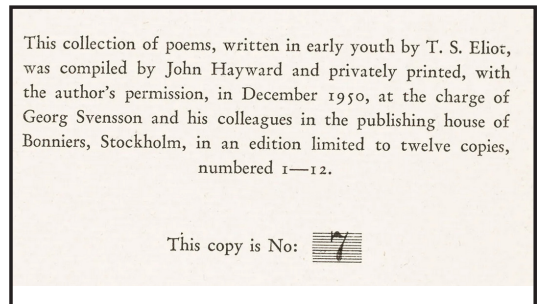 This collection of poems, written in early youth by T. S. Eliot,
was compiled by John Hayward and privately printed, with
the author's permission, in December 1950, at the charge of
Georg Svensson and his colleagues in the publishing house of
Bonniers, Stockholm, in an edition limited to twelve copies,
numbered 1—12.
This copy is No: 7